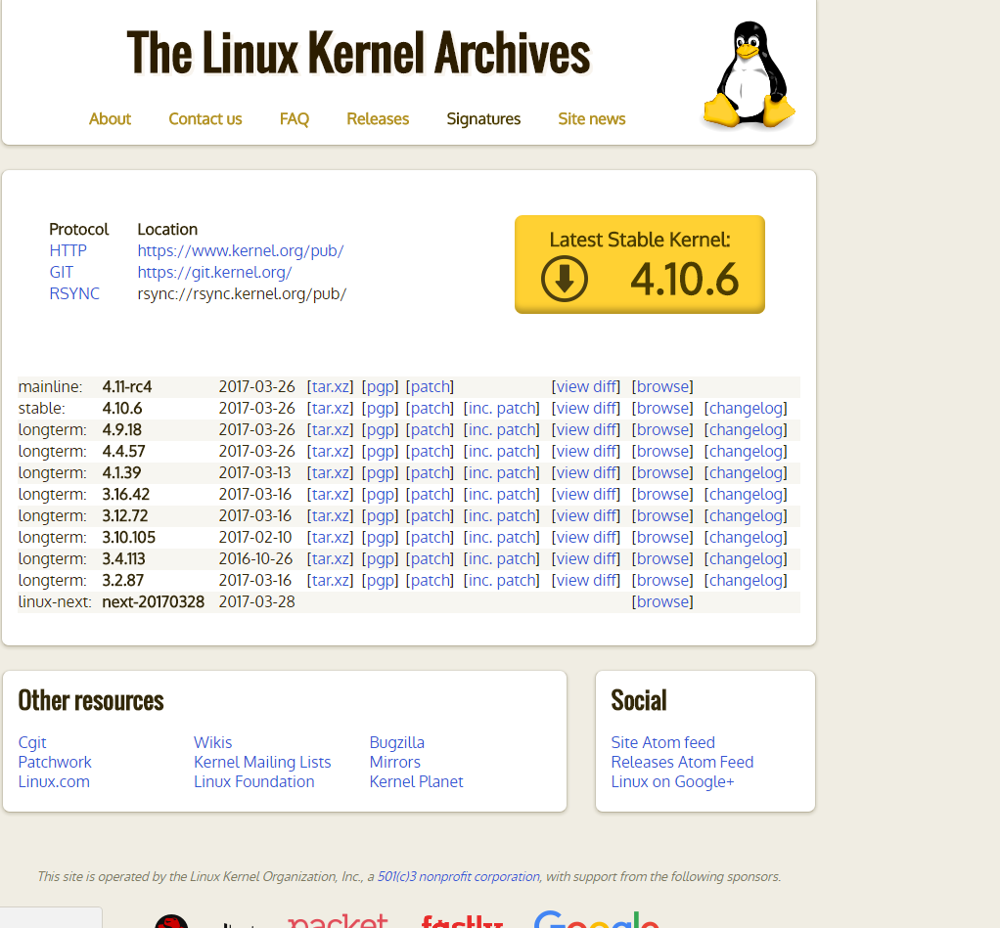 The Linux Kernel Archives
About Contact us FAQ Releases Signatures Site news
Protocol Location
HTTP https://www.kernel.org/pub/
GIT https://git.kernel.org/
RSYNC rsync://rsync.kernel.org/pub/
Latest Stable Kernel:
4.10.6
mainline: 4.11-rc4 2017-03-26 [tar.xz] [pgp] [patch] [view diff] [browse]
stable: 4.10.6 2017-03-26 [tar.xz] [pgp] [patch] [inc. patch] [view diff] [browse] [changelog]
longterm: 4.9.18 2017-03-26 [tar.xz] [pgp] [patch] [inc. patch] [view diff] [browse] [changelog]
longterm: 4.4.57 2017-03-26 [tar.xz] [pgp] [patch] [inc. patch] [view diff] [browse] [changelog]
longterm: 4.1.39 2017-03-13 [tar.xz] [pgp] [patch] [inc. patch] [view diff] [browse] [changelog]
longterm: 3.16.42 2017-03-16 [tar.xz] [pgp] [patch] [inc. patch] [view diff] [browse] [changelog]
longterm: 3.12.72 2017-03-16 [tar.xz] [pgp] [patch] [inc. patch] [view diff] [browse] [changelog]
longterm: 3.10.105 2017-02-10 [tar.xz] [pgp] [patch] [inc. patch] [view diff] [browse] [changelog]
longterm: 3.4.113 2016-10-26 [tar.xz] [pgp] [patch] [inc. patch] [view diff] [browse] [changelog]
longterm: 3.2.87 2017-03-16 [tar.xz] [pgp] [patch] [inc. patch] [view diff] [browse] [changelog]
linux-next: next-20170328 2017-03-28 [browse]
Other resources
Cgit Wikis Bugzilla
Patchwork Kernel Mailing Lists Mirrors
Linux.com Linux Foundation Kernel Planet
Social
Site Atom feed
Releases Atom Feed
Linux on Google+
This site is operated by the Linux Kernel Organization, Inc., a 501(c)3 nonprofit corporation, with support from the following sponsors.
packet fastly Google